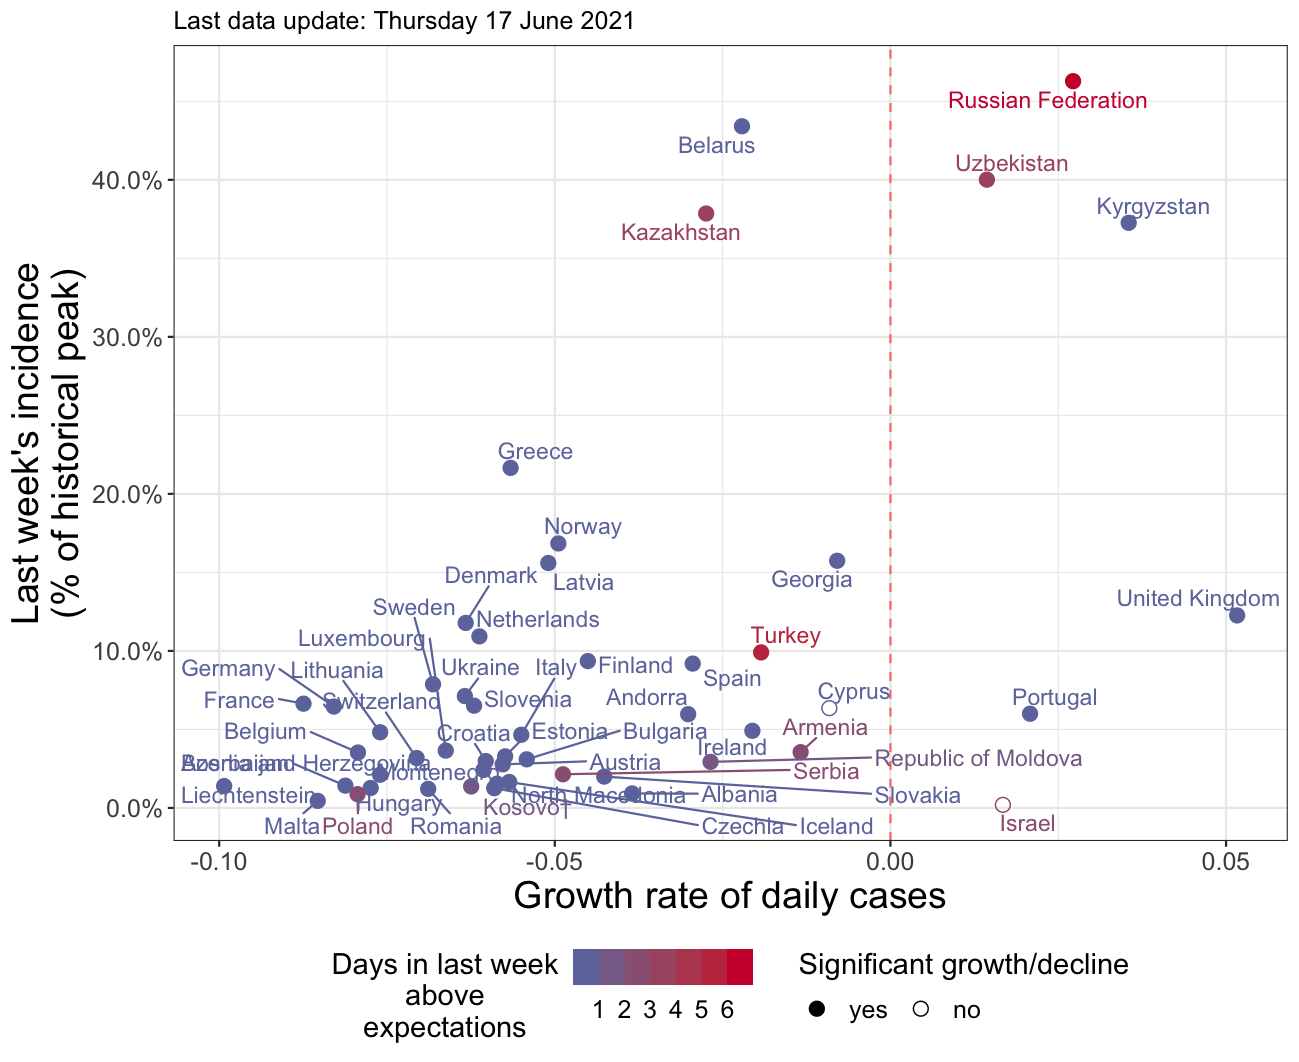 Last data update: Thursday 17 June 2021
Last week's incidence
(% of historical peak)
40.0%
30.0%
20.0%
10.0%
0.0%
Russian Federation
Belarus
Uzbekistan
Kyrgyzstan
Kazakhstan
Greece
Norway
Denmark
Latvia
Georgia
United Kingdom
Sweden
Netherlands
Luxembourg
Turkey
Germany
Lithuania
Ukraine
Italy
Finland
Spain
France
Switzerland
Slovenia
Andorra
Cyprus
Portugal
Belgium
Croatia
Estonia
Bulgaria
Armenia
Ireland
Azerbaijan
Bosnia and Herzegovina
Austria
Republic of Moldova
Montenegro
Serbia
Liechtenstein
Hungary
Kosovo†
North Macedonia
Albania
Slovakia
Malta
Poland
Romania
Czechia
Iceland
Israel
-0.10
-0.05
0.00
0.05
Growth rate of daily cases
Days in last week
above
expectations
1 2 3 4 5 6
Significant growth/decline
yes
no